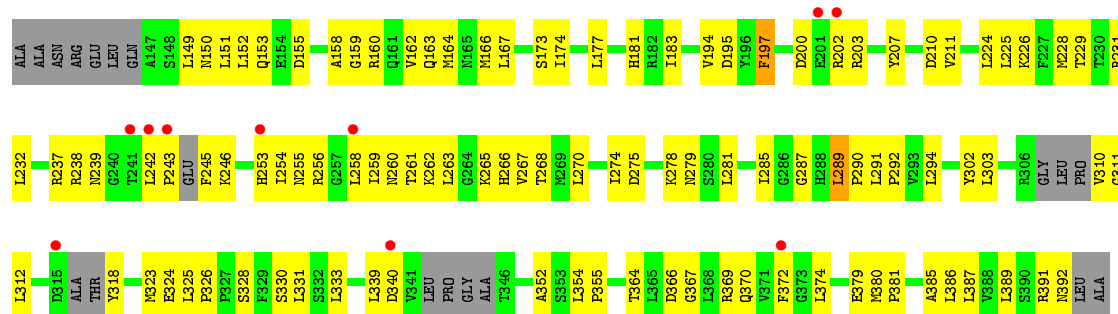 ALA ALA ASN ARG GLU LEU GLN A147 S148 L149 N150 L151 L152 Q153 E154 D155 A158 G159 R160 Q161 V162 Q163 M164 N165 M166 L167 S173 I174 L177 H181 R182 I183 V194 D195 Y196 F197 D200 E201 R202 R203 Y207 D210 V211 L224 L225 K226 F227 M228 T229 T230 R231
L232 R237 R238 N239 G240 T241 L242 P243 GLU F245 K246 H253 I254 N255 R256 G257 L258 I259 N260 T261 K262 L263 G264 K265 H266 V267 T268 M269 L270 I274 D275 K278 N279 S280 L281 I285 G286 G287 H288 L289 P290 L291 P292 V293 L294 Y302 L303 R306 GLY LEU PRO V310 G311
L312 D315 ALA THR Y318 M323 E324 L325 P326 P327 S328 F329 S330 L331 S332 L333 L339 D340 V341 LEU PRO GLY ALA T346 A352 S353 L354 P355 T364 L365 D366 G367 L368 R369 Q370 V371 F372 G373 L374 E379 M380 P381 A385 L386 L387 V388 L389 S390 R391 N392 LEU ALA